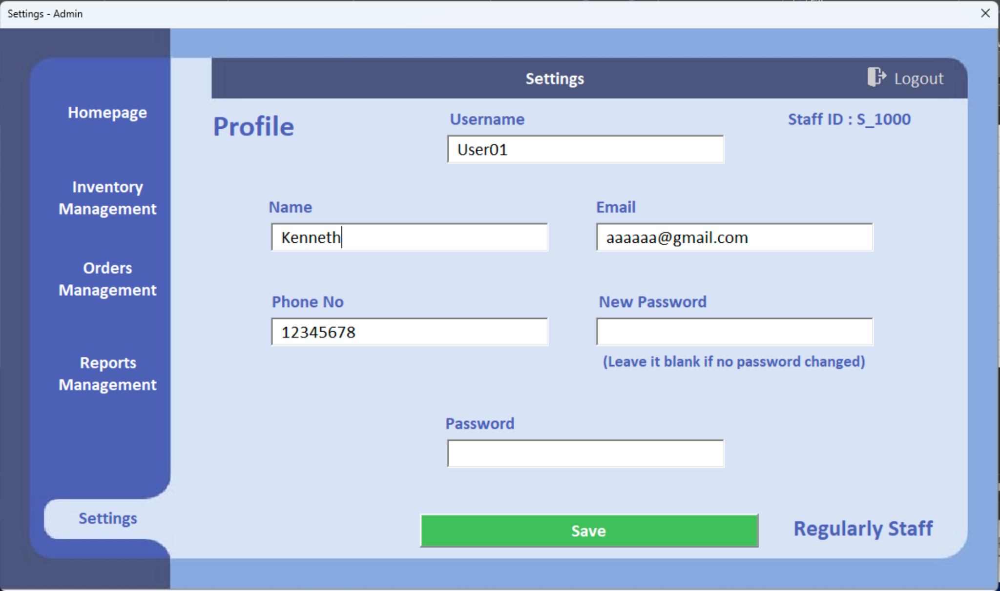 Settings - Admin
Settings
Logout
Homepage
Inventory
Management
Orders
Management
Reports
Management
Settings
Profile
Username
Staff ID : S_1000
User01
Name
Email
Kenneth
aaaaaa@gmail.com
Phone No
New Password
12345678
(Leave it blank if no password changed)
Password
Save
Regularly Staff